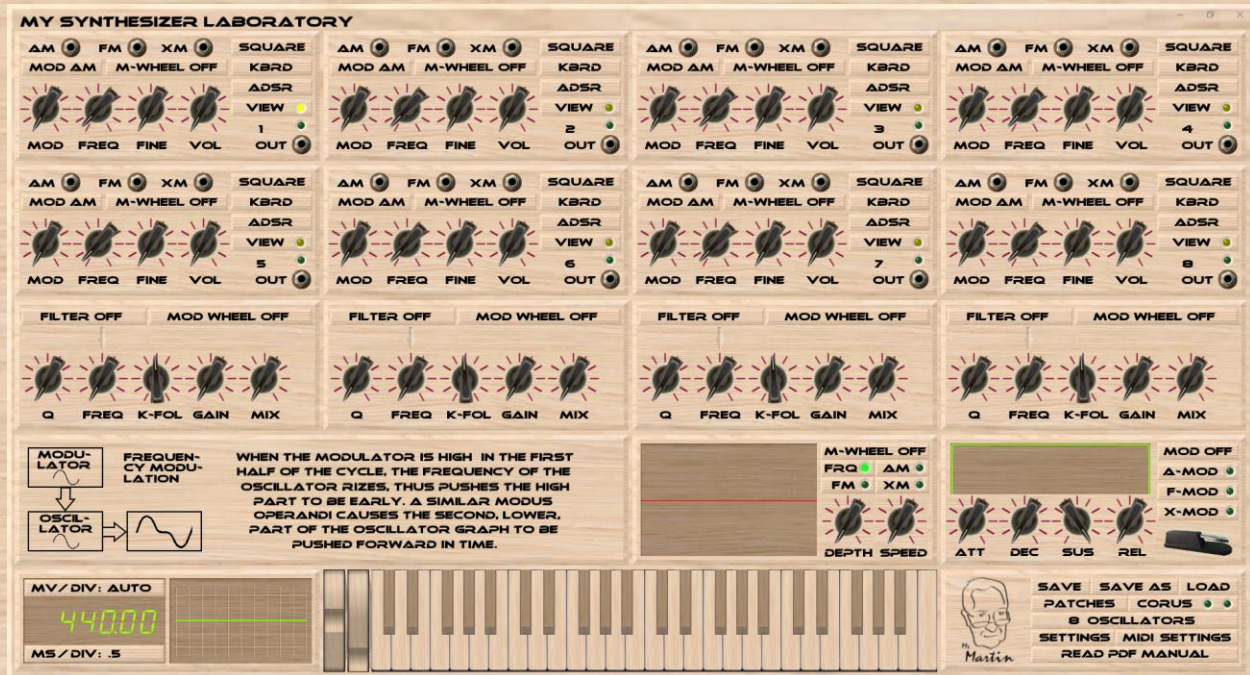 MY SYNTHESIZER LABORATORY
AM FM XM SQUARE
MOD AM M-WHEEL OFF KBRD
ADSR
VIEW
1
MOD FREQ FINE VOL OUT
AM FM XM SQUARE
MOD AM M-WHEEL OFF KBRD
ADSR
VIEW
2
MOD FREQ FINE VOL OUT
AM FM XM SQUARE
MOD AM M-WHEEL OFF KBRD
ADSR
VIEW
3
MOD FREQ FINE VOL OUT
AM FM XM SQUARE
MOD AM M-WHEEL OFF KBRD
ADSR
VIEW
4
MOD FREQ FINE VOL OUT
AM FM XM SQUARE
MOD AM M-WHEEL OFF KBRD
ADSR
VIEW
5
MOD FREQ FINE VOL OUT
AM FM XM SQUARE
MOD AM M-WHEEL OFF KBRD
ADSR
VIEW
6
MOD FREQ FINE VOL OUT
AM FM XM SQUARE
MOD AM M-WHEEL OFF KBRD
ADSR
VIEW
7
MOD FREQ FINE VOL OUT
AM FM XM SQUARE
MOD AM M-WHEEL OFF KBRD
ADSR
VIEW
8
MOD FREQ FINE VOL OUT
FILTER OFF MOD WHEEL OFF
Q FREQ K-FOL GAIN MIX
FILTER OFF MOD WHEEL OFF
Q FREQ K-FOL GAIN MIX
FILTER OFF MOD WHEEL OFF
Q FREQ K-FOL GAIN MIX
FILTER OFF MOD WHEEL OFF
Q FREQ K-FOL GAIN MIX
MODU-
LATOR
OSCIL-
LATOR
FREQUEN-
CY MODU-
LATION
WHEN THE MODULATOR IS HIGH IN THE FIRST
HALF OF THE CYCLE, THE FREQUENCY OF THE
OSCILLATOR RIZES, THUS PUSHES THE HIGH
PART TO BE EARLY. A SIMILAR MODUS
OPERANDI CAUSES THE SECOND, LOWER,
PART OF THE OSCILLATOR GRAPH TO BE
PUSHED FORWARD IN TIME.
M-WHEEL OFF
FRQ AM
FM XM
DEPTH SPEED
MOD OFF
A-MOD
F-MOD
X-MOD
ATT DEC SUS REL
MV/DIV: AUTO
440.00
MS/DIV: .5
Martin
SAVE SAVE AS LOAD
PATCHES CORUS
8 OSCILLATORS
SETTINGS MIDI SETTINGS
READ PDF MANUAL